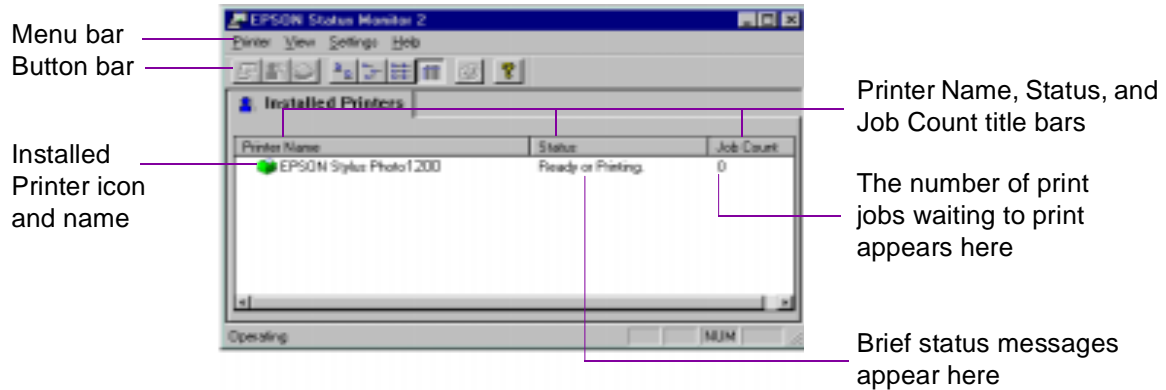 EPSON Status Monitor 2
Menu bar
Printer View Settings Help
Button bar
Installed Printers
Printer Name, Status, and
Job Count title bars
Printer Name Status Job Count
Installed
Printer icon
and name
EPSON Stylus Photo1200 Ready or Printing. 0
The number of print
jobs waiting to print
appears here
Operating NUM
Brief status messages
appear here